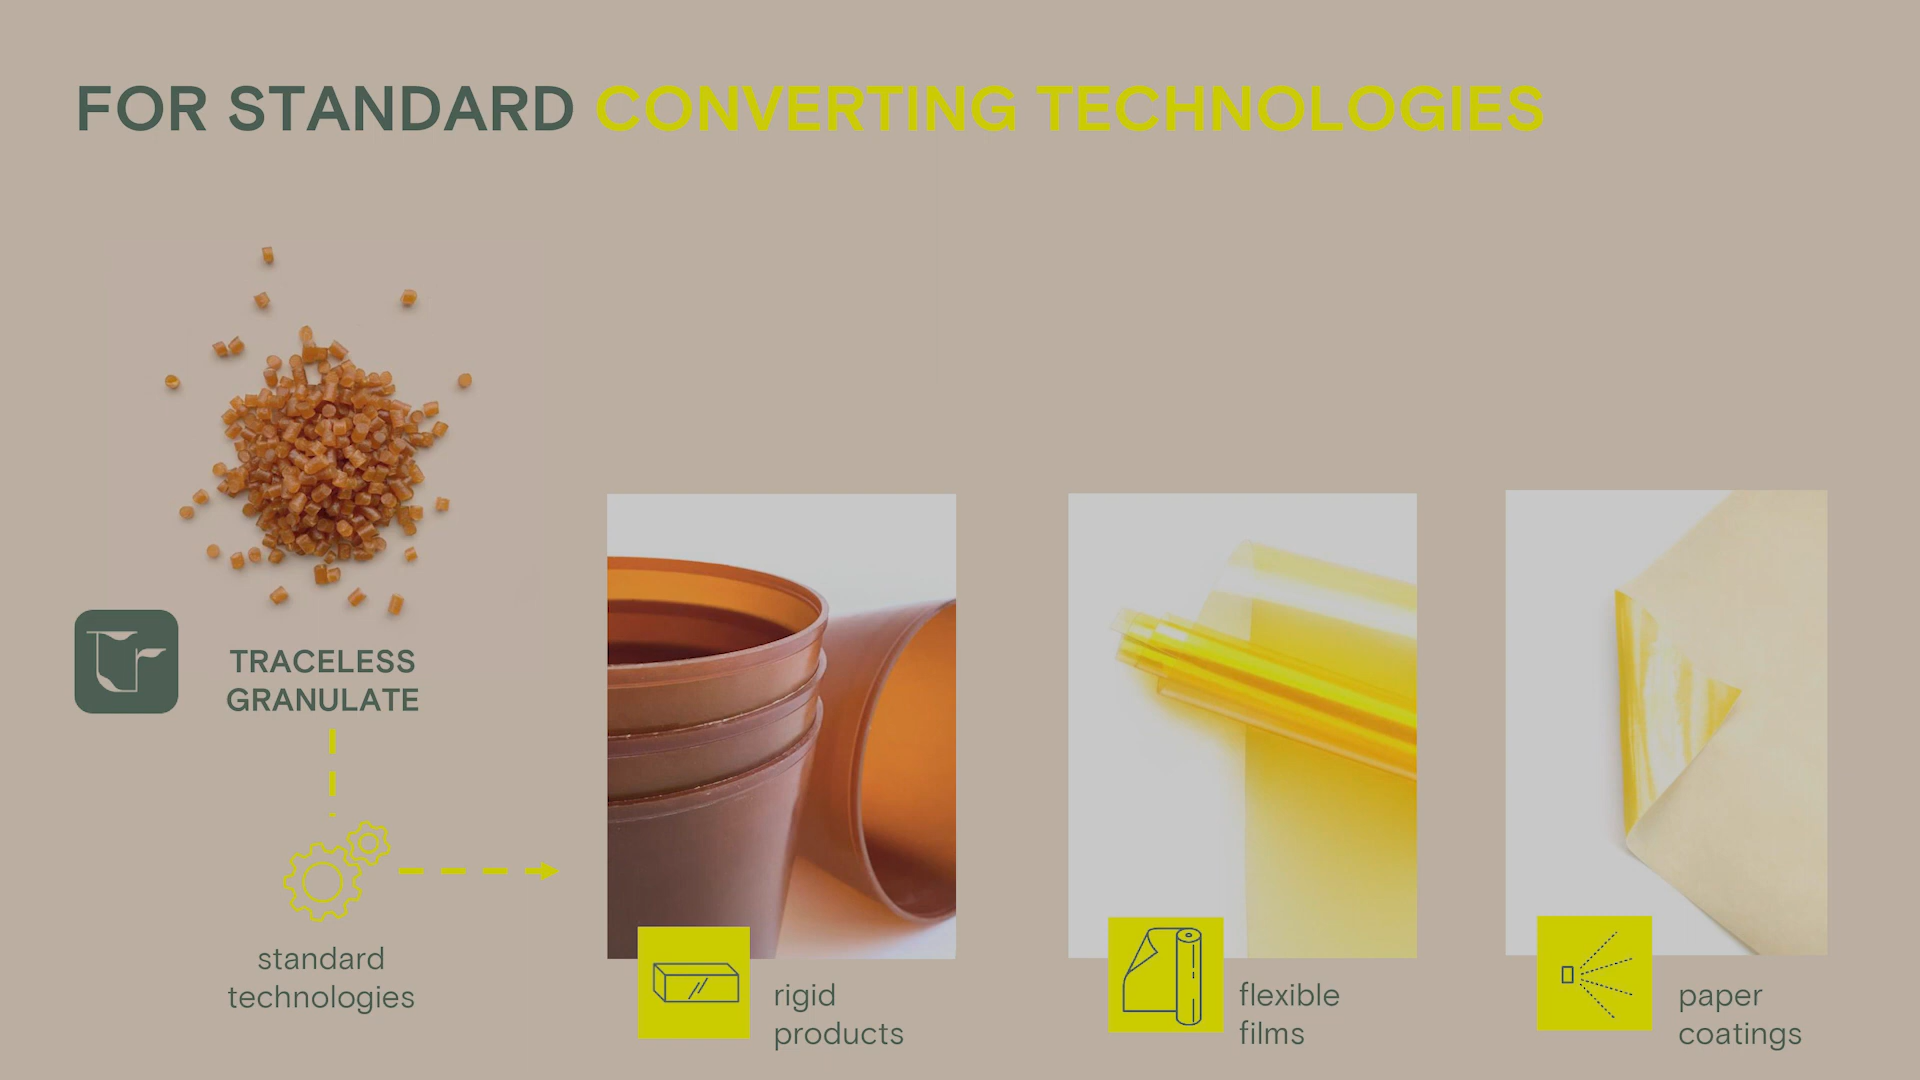 FOR STANDARD CONVERTING TECHNOLOGIES
TRACELESS
GRANULATE
standard
technologies
rigid
products
flexible
films
paper
coatings